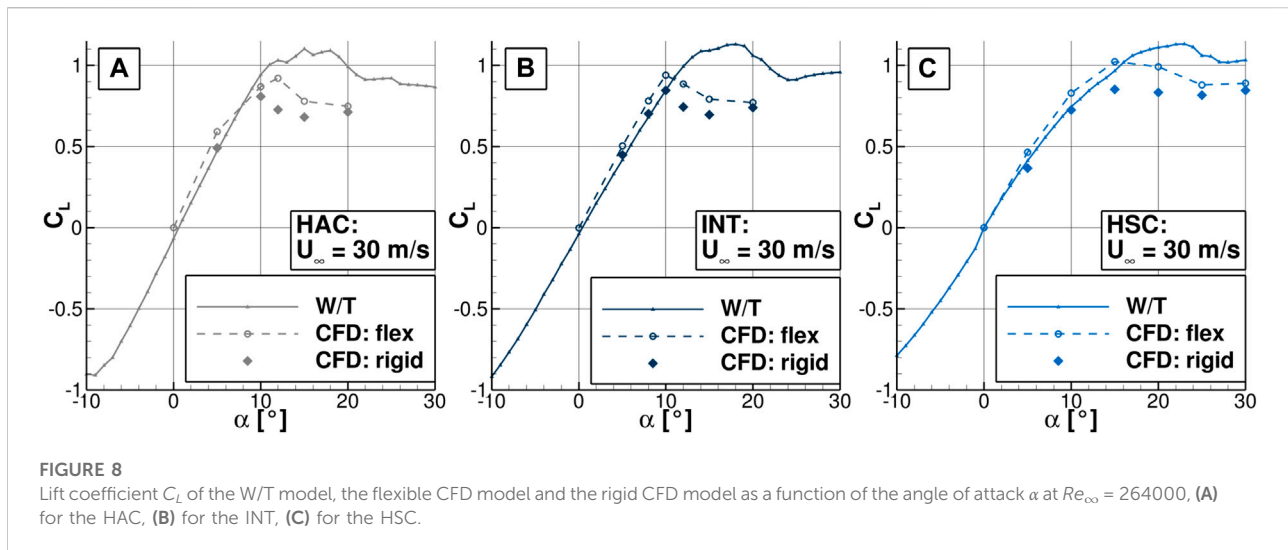 A
B
C
C_L
1
0.5
0
-0.5
-1
HAC:
U_∞ = 30 m/s
W/T
CFD: flex
CFD: rigid
-10 0 10 20 30
α [°]
C_L
1
0.5
0
-0.5
-1
INT:
U_∞ = 30 m/s
W/T
CFD: flex
CFD: rigid
-10 0 10 20 30
α [°]
C_L
1
0.5
0
-0.5
-1
HSC:
U_∞ = 30 m/s
W/T
CFD: flex
CFD: rigid
-10 0 10 20 30
α [°]
FIGURE 8
Lift coefficient C_L of the W/T model, the flexible CFD model and the rigid CFD model as a function of the angle of attack α at Re_∞ = 264000, (A)
for the HAC, (B) for the INT, (C) for the HSC.